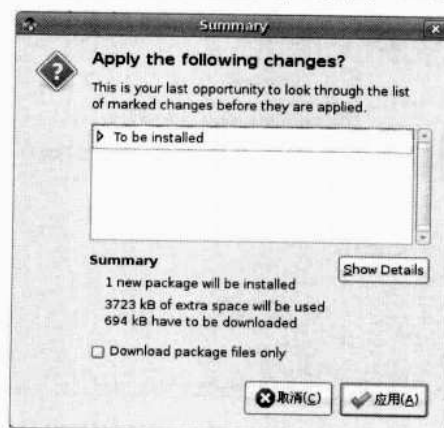 Summary
Apply the following changes?
This is your last opportunity to look through the list
of marked changes before they are applied.
To be installed
Summary
Show Details
1 new package will be installed
3723 kB of extra space will be used
694 kB have to be downloaded
Download package files only
取消(C)
应用(A)